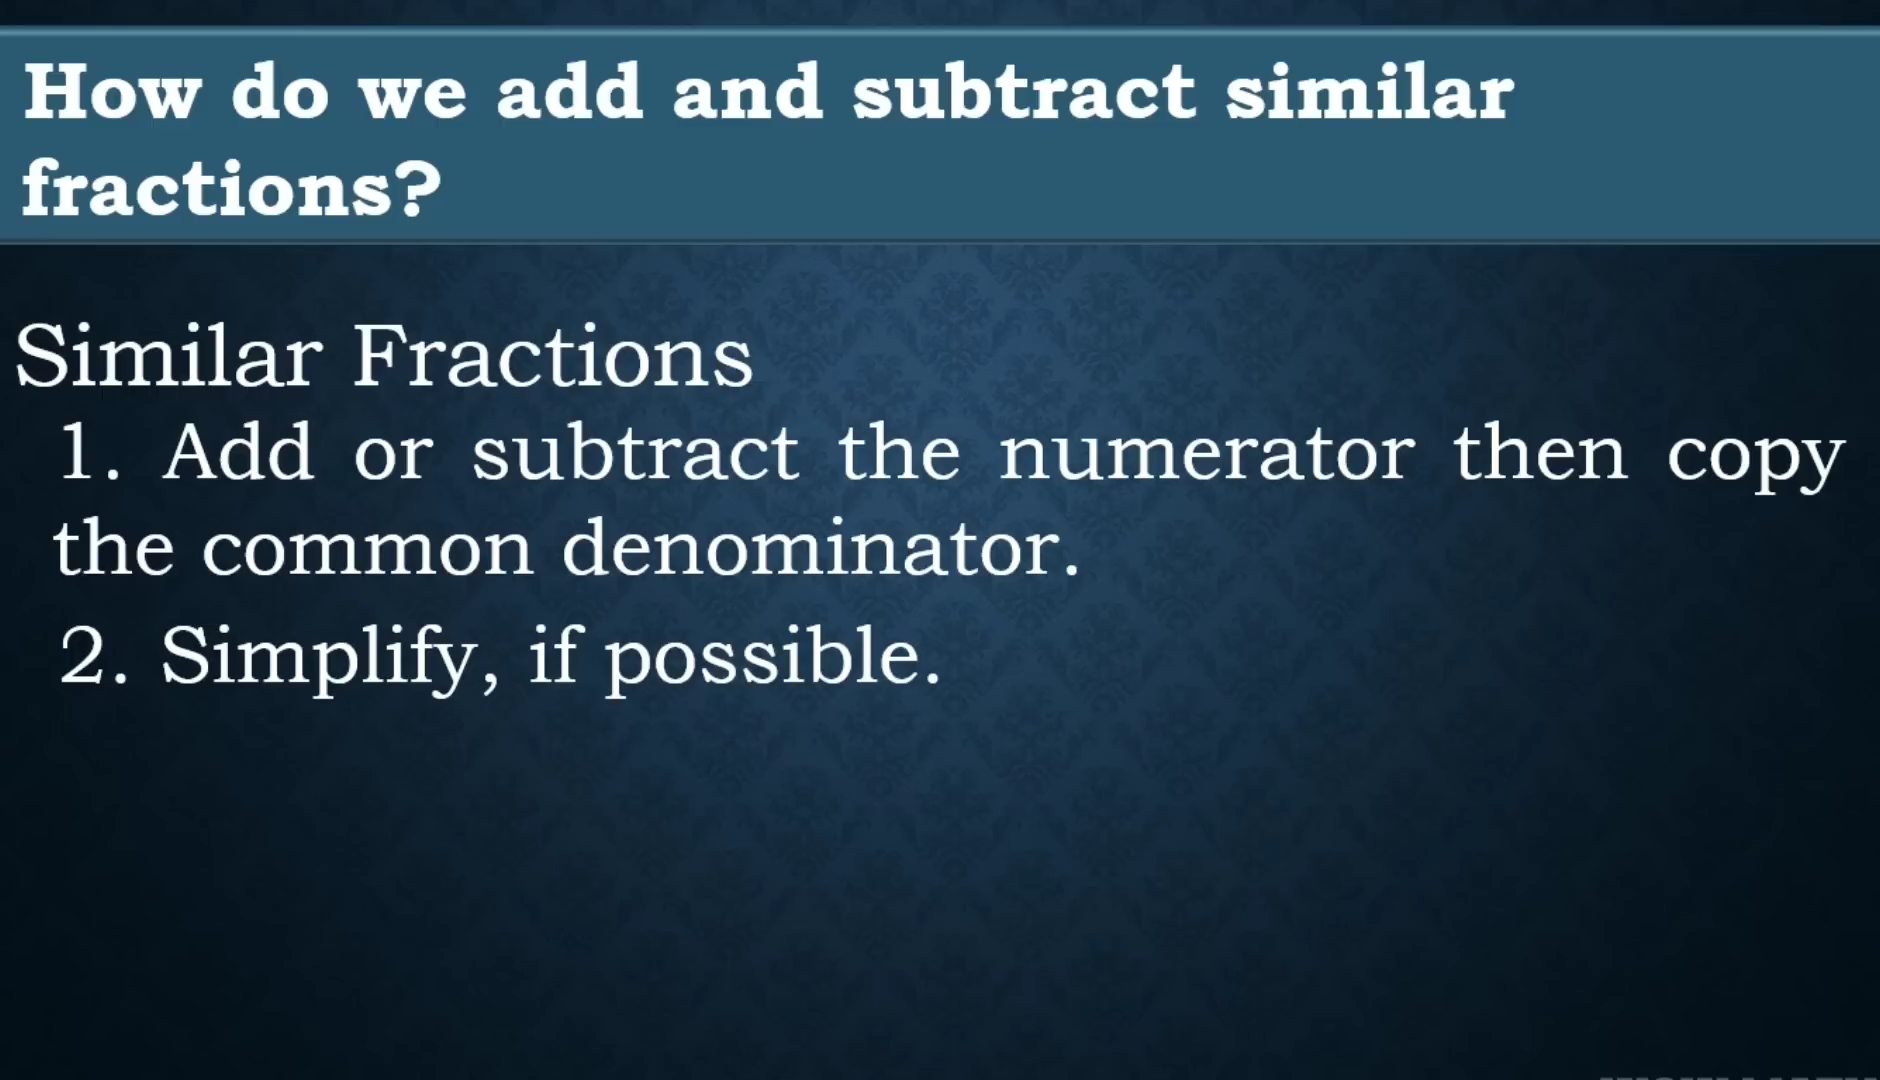 How do we add and subtract similar
fractions?
Similar Fractions
1. Add or subtract the numerator then copy
the common denominator.
2. Simplify, if possible.